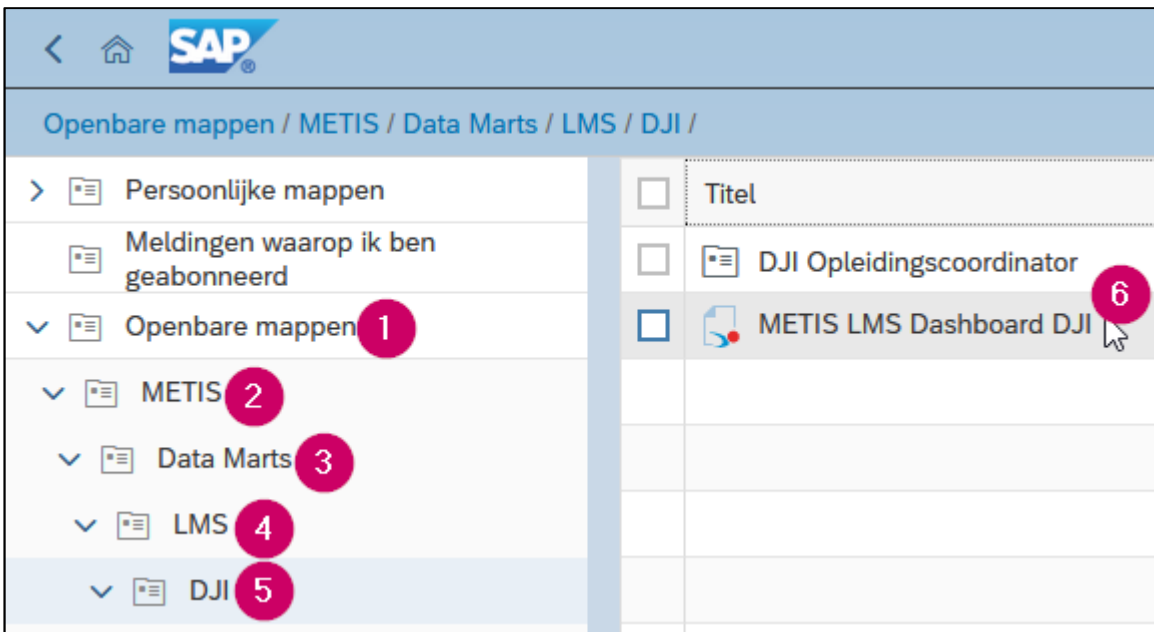 SAP®
Openbare mappen / METIS / Data Marts / LMS / DJI /
Persoonlijke mappen
Meldingen waarop ik ben
geabonneerd
Openbare mappen 1
METIS 2
Data Marts 3
LMS 4
DJI 5
Titel
DJI Opleidingscoordinator
METIS LMS Dashboard DJI 6